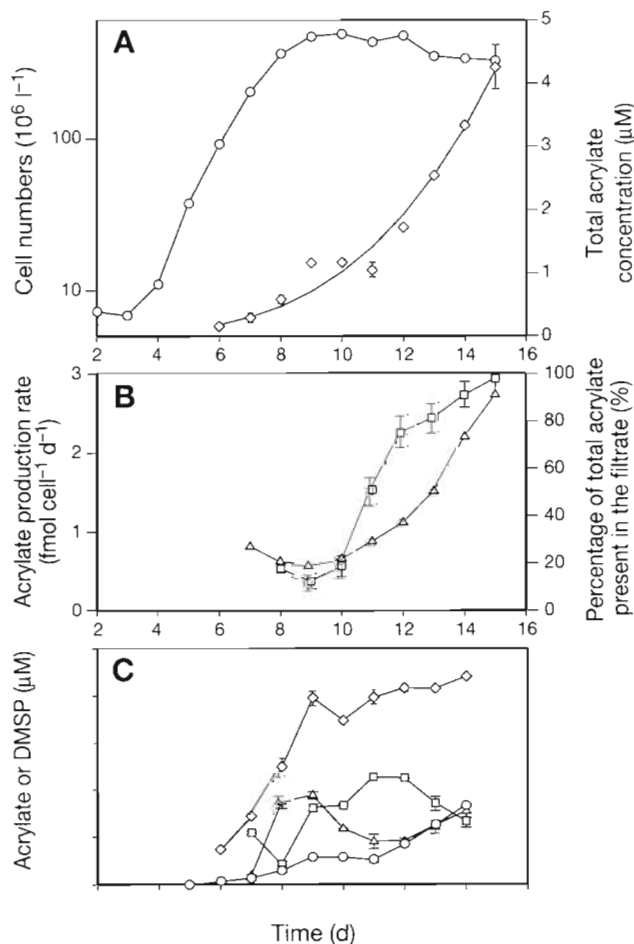 A
Cell numbers (10⁶ l⁻¹)
100
10
Total acrylate
concentration (μM)
5
4
3
2
1
0
2 4 6 8 10 12 14 16
B
Acrylate production rate
(fmol cell⁻¹ d⁻¹)
3
2
1
0
Percentage of total acrylate
present in the filtrate (%)
100
80
60
40
20
0
2 4 6 8 10 12 14 16
C
Acrylate or DMSP (μM)
Time (d)